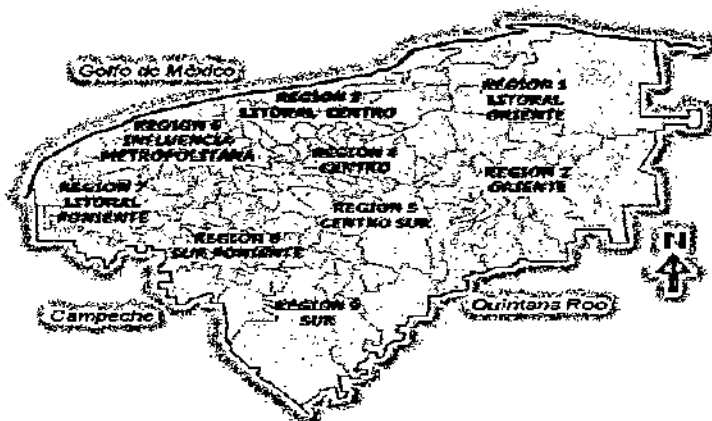 Golfo de México
REGION 1
LITORAL
ORIENTE
REGION 3
LITORAL CENTRO
REGION 6
INFLUENCIA
METROPOLITANA
REGION 4
CENTRO
REGION 2
ORIENTE
REGION 7
LITORAL
PONIENTE
REGION 5
CENTRO SUR
REGION 8
SUR PONIENTE
N
Campeche
REGION 9
SUR
Quintana Roo